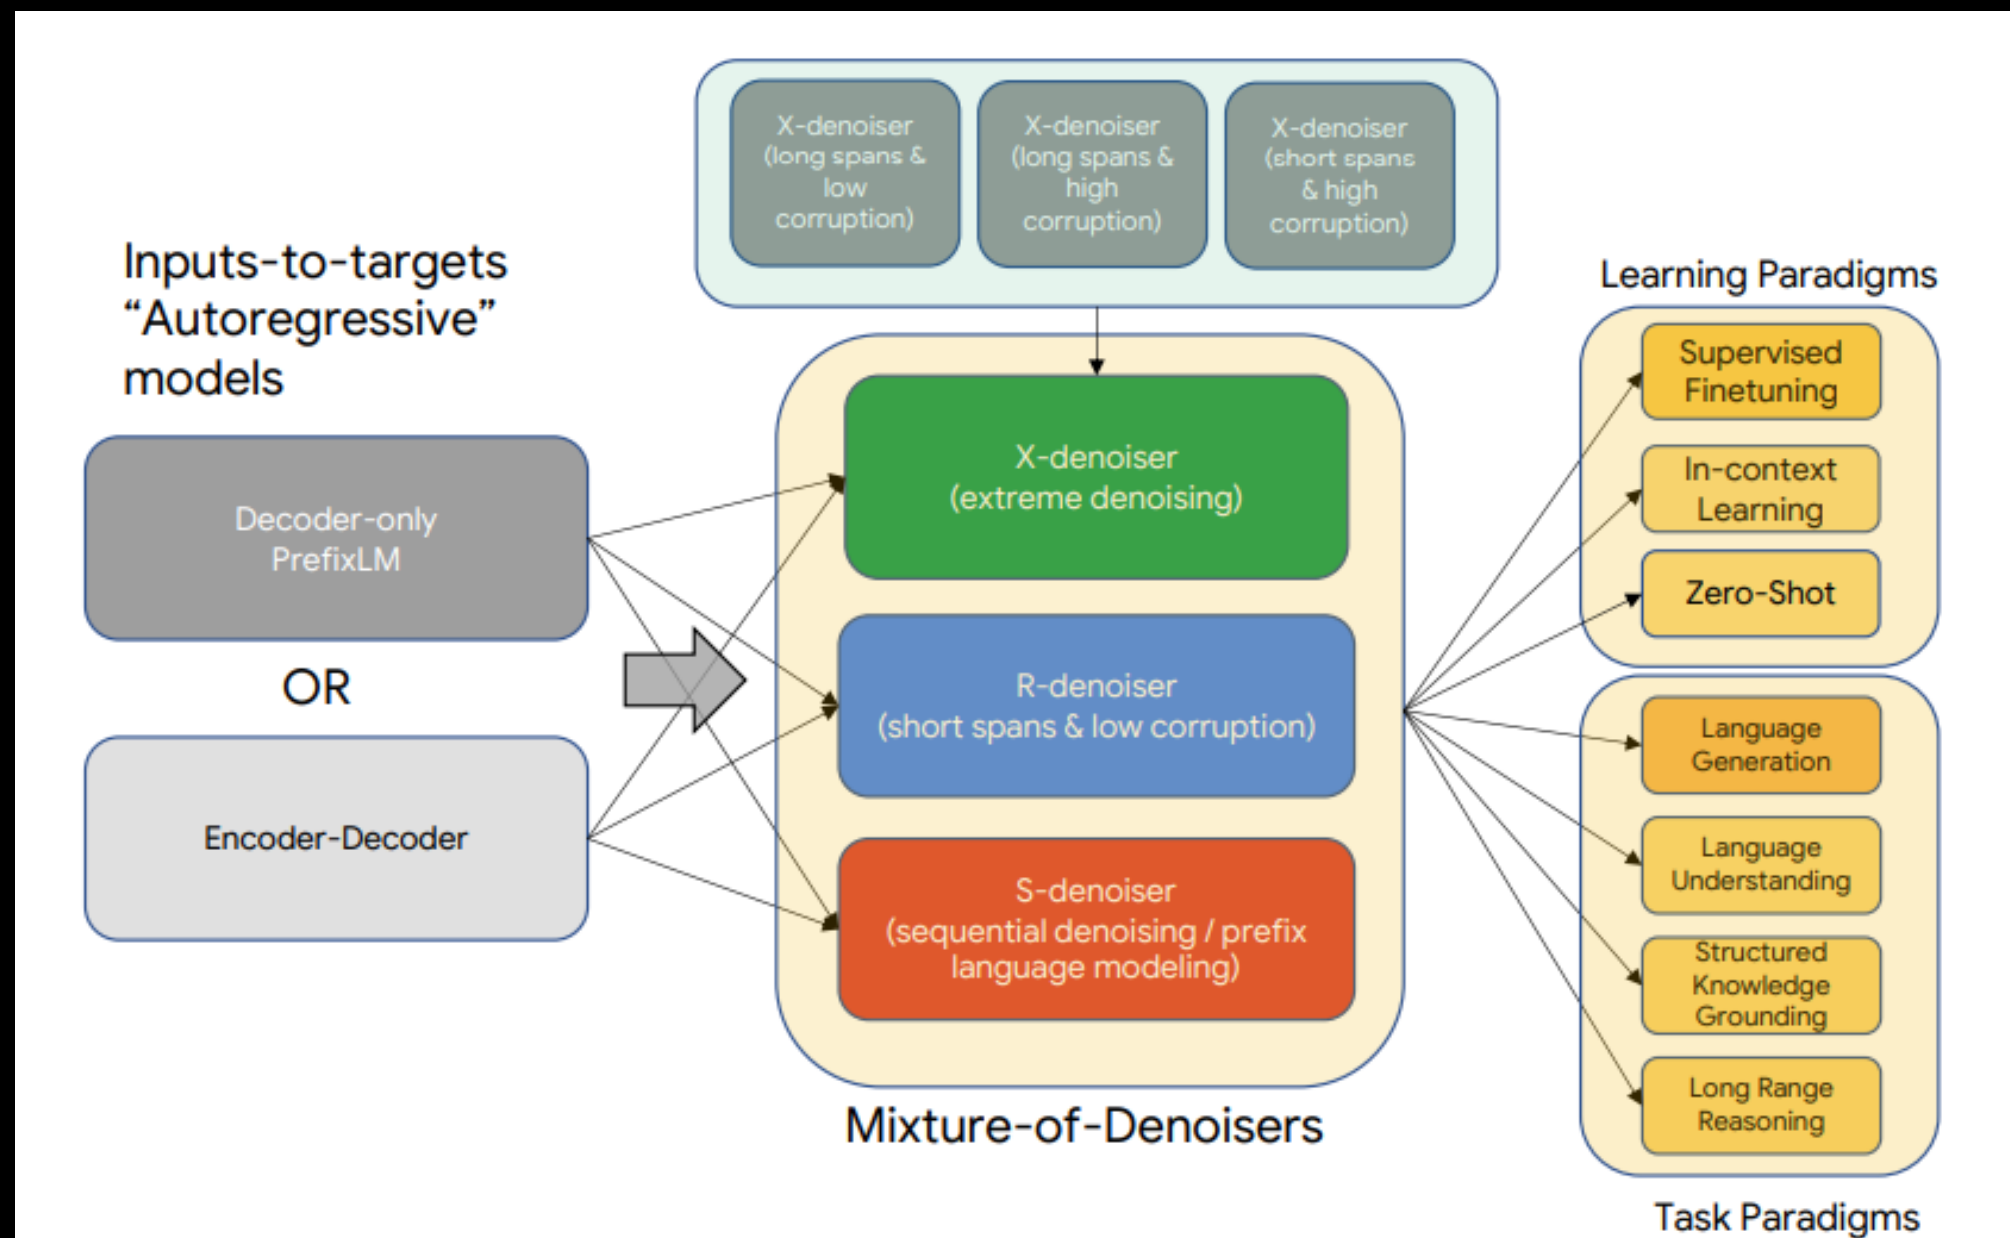 X-denoiser
(long spans &
low
corruption)
X-denoiser
(long spans &
high
corruption)
X-denoiser
(short spans
& high
corruption)
Inputs-to-targets
“Autoregressive”
models
Decoder-only
PrefixLM
OR
Encoder-Decoder
X-denoiser
(extreme denoising)
R-denoiser
(short spans & low corruption)
S-denoiser
(sequential denoising / prefix
language modeling)
Mixture-of-Denoisers
Learning Paradigms
Supervised
Finetuning
In-context
Learning
Zero-Shot
Language
Generation
Language
Understanding
Structured
Knowledge
Grounding
Long Range
Reasoning
Task Paradigms